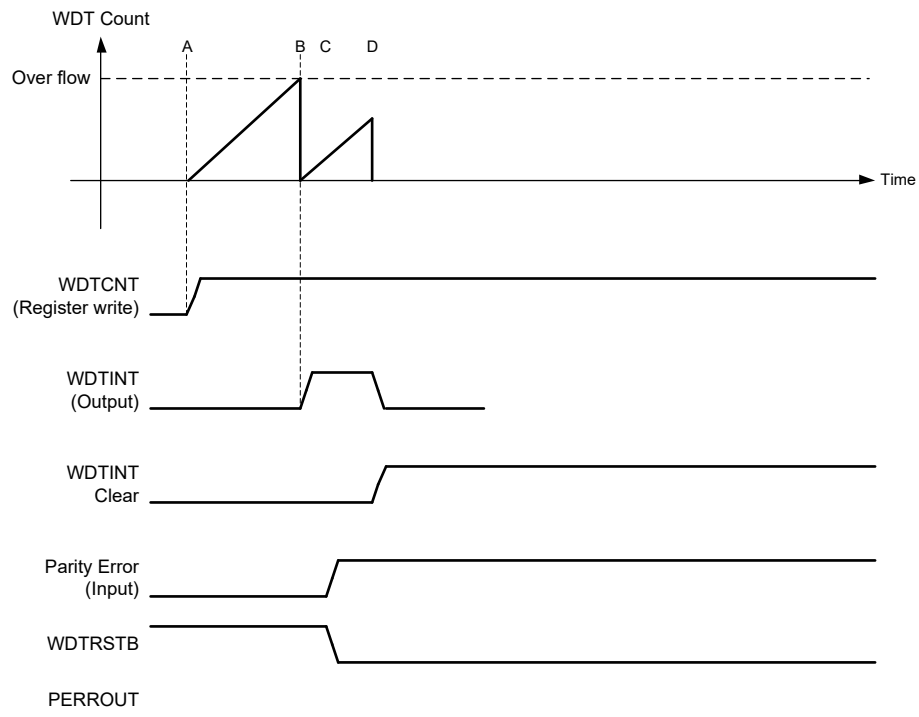 WDT Count
A B C D
Over flow
Time
WDTCNT
(Register write)
WDTINT
(Output)
WDTINT
Clear
Parity Error
(Input)
WDTRSTB
PERROUT